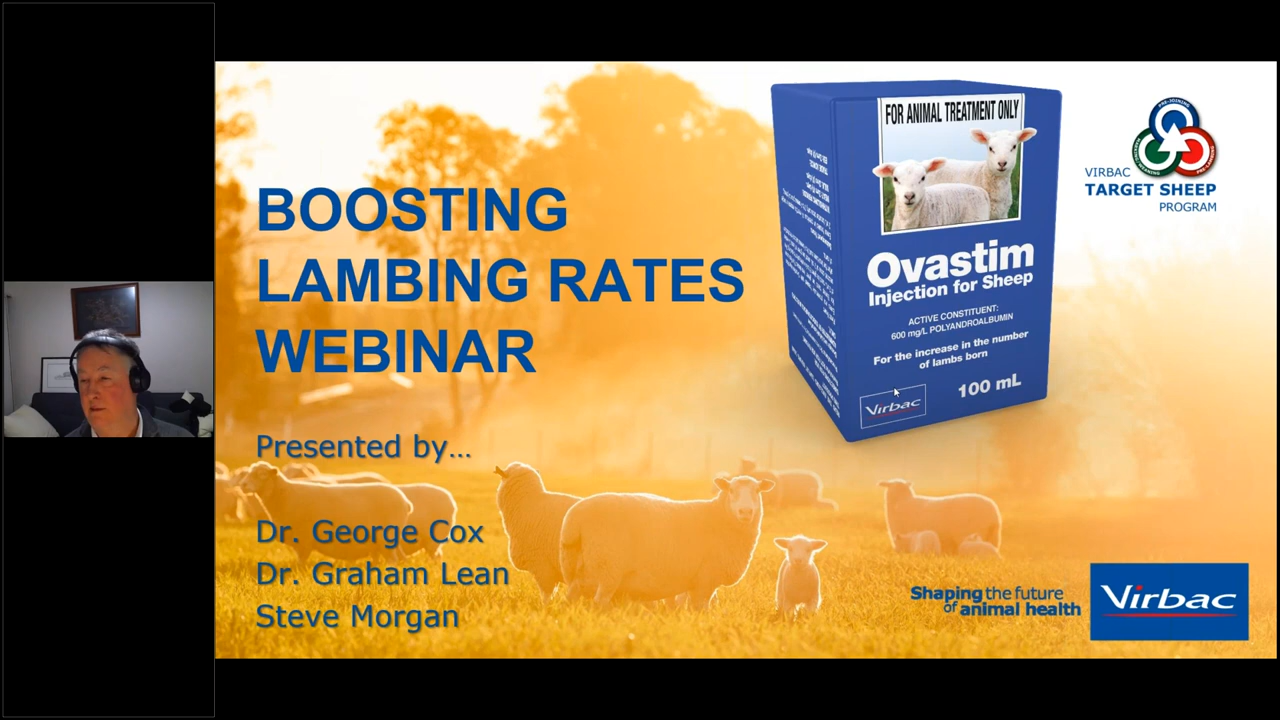 BOOSTING
LAMBING RATES
WEBINAR
Presented by...
Dr. George Cox
Dr. Graham Lean
Steve Morgan
FOR ANIMAL TREATMENT ONLY
Ovastim
Injection for Sheep
ACTIVE CONSTITUENT:
600 mg/L POLYANDROALBUMIN
For the increase in the number
of lambs born
100 mL
Virbac
VIRBAC
TARGET SHEEP
PROGRAM
Shaping the future
of animal health
Virbac